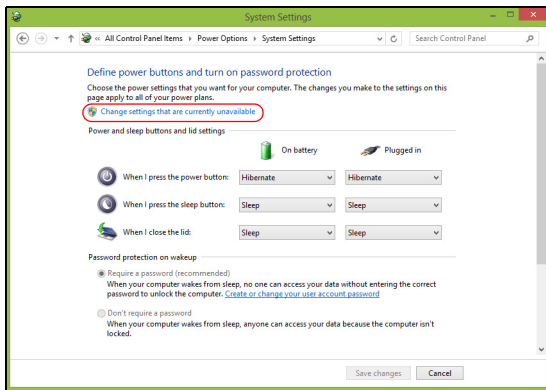 System Settings
« All Control Panel Items Power Options System Settings
Search Control Panel
Define power buttons and turn on password protection
Choose the power settings that you want for your computer. The changes you make to the settings on this
page apply to all of your power plans.
Change settings that are currently unavailable
Power and sleep buttons and lid settings
On battery Plugged in
When I press the power button: Hibernate Hibernate
When I press the sleep button: Sleep Sleep
When I close the lid: Sleep Sleep
Password protection on wakeup
Require a password (recommended)
When your computer wakes from sleep, no one can access your data without entering the correct
password to unlock the computer. Create or change your user account password
Don't require a password
When your computer wakes from sleep, anyone can access your data because the computer isn't
locked.
Save changes Cancel